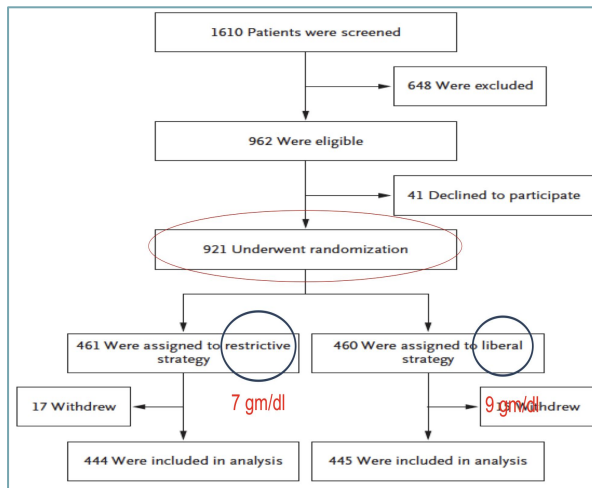 1610 Patients were screened
648 Were excluded
962 Were eligible
41 Declined to participate
921 Underwent randomization
461 Were assigned to restrictive
strategy
460 Were assigned to liberal
strategy
17 Withdrew
7 gm/dl
9 gm/dl
Withdrew
444 Were included in analysis
445 Were included in analysis